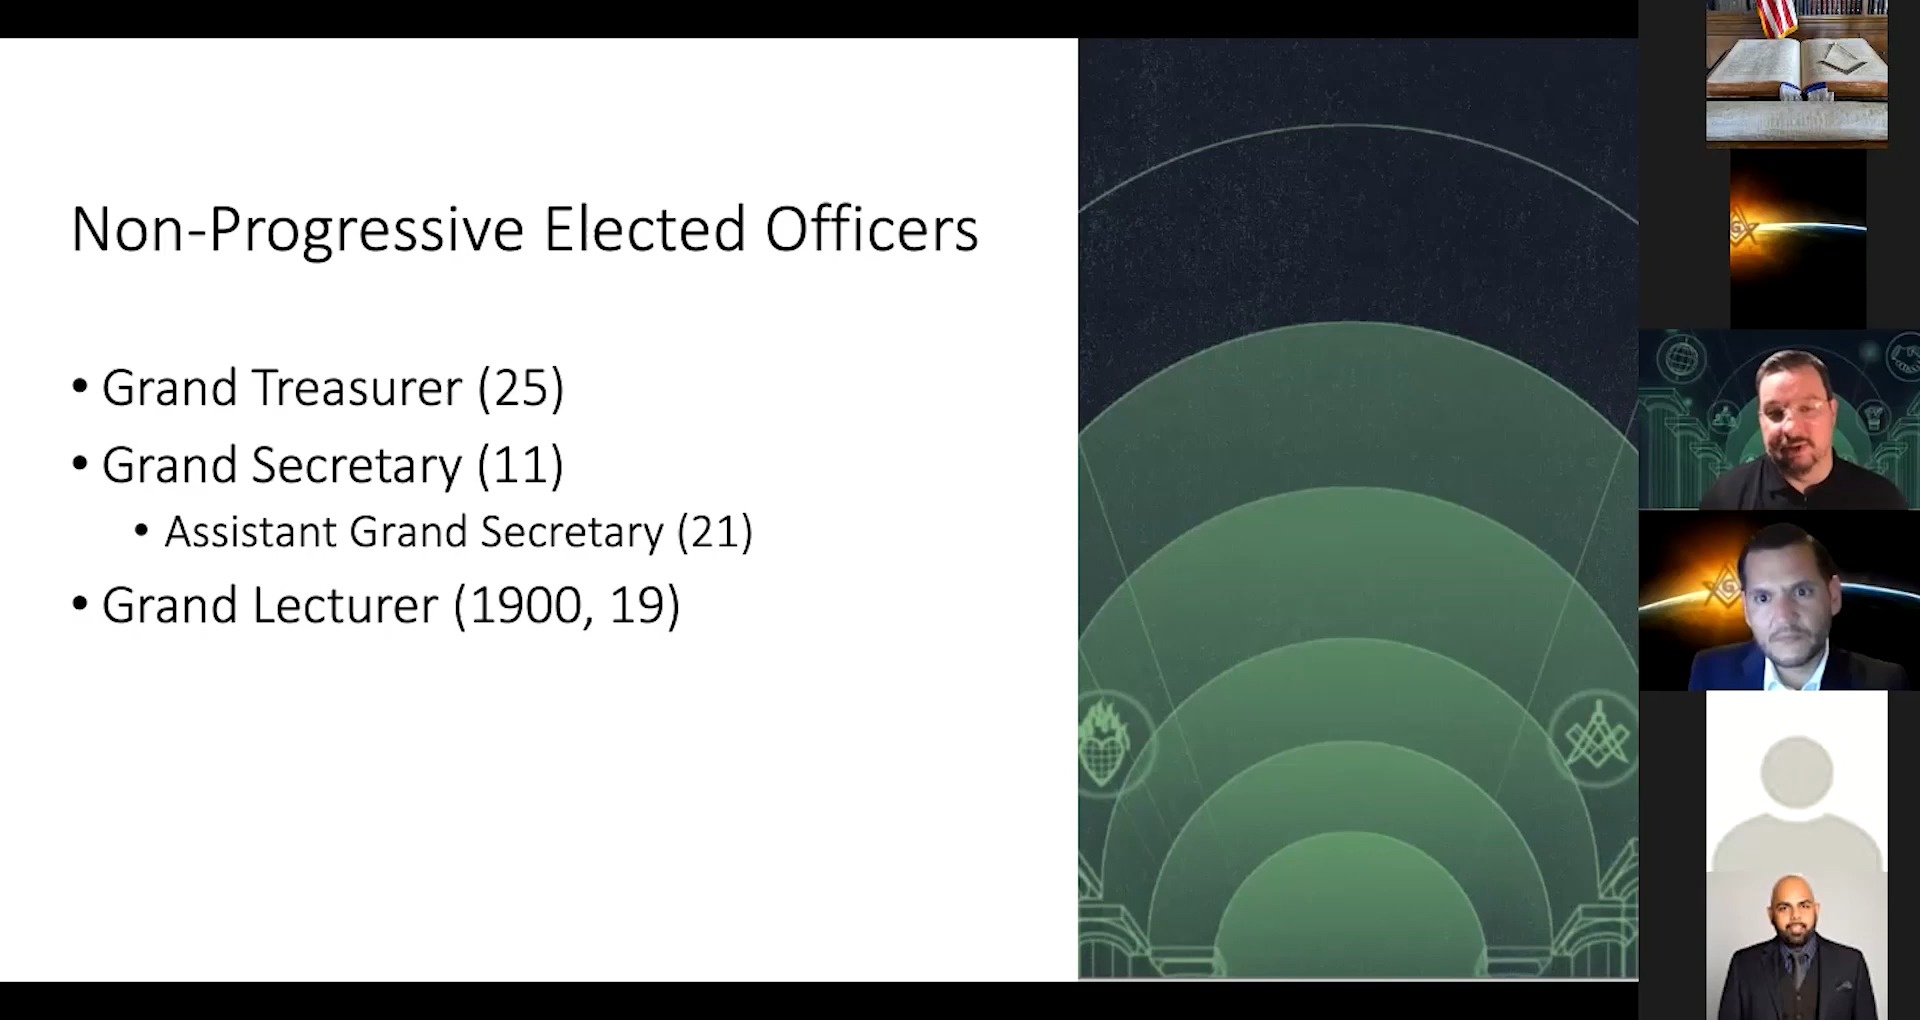 Non-Progressive Elected Officers
• Grand Treasurer (25)
• Grand Secretary (11)
• Assistant Grand Secretary (21)
• Grand Lecturer (1900, 19)
G
G